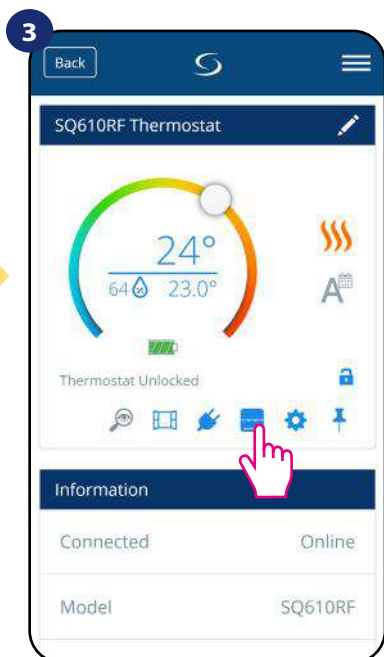 3
Back
SQ610RF Thermostat
24°
64 23.0°
A
Thermostat Unlocked
Information
Connected Online
Model SQ610RF